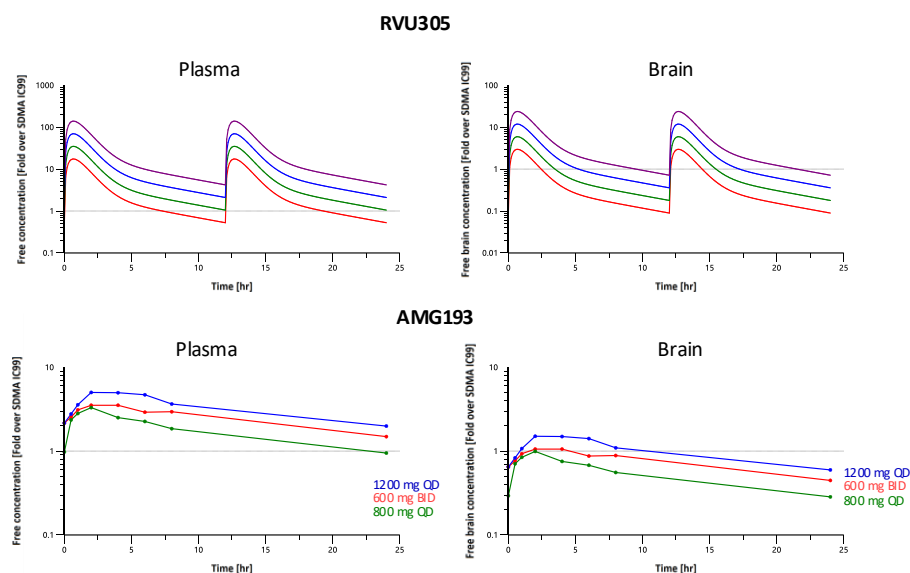 RVU305
Plasma
Free concentration [Fold over SDMA IC99]
1000
100
10
1
0.1
0
5
10
15
20
25
Time [hr]
Brain
Free brain concentration [Fold over SDMA IC99]
100
10
1
0.1
0.01
0
5
10
15
20
25
Time [hr]
AMG193
Plasma
Free concentration [Fold over SDMA IC99]
10
1
0.1
1200 mg QD
600 mg BID
800 mg QD
0
5
10
15
20
25
Time [hr]
Brain
Free brain concentration [Fold over SDMA IC99]
10
1
0.1
1200 mg QD
600 mg BID
800 mg QD
0
5
10
15
20
25
Time [hr]